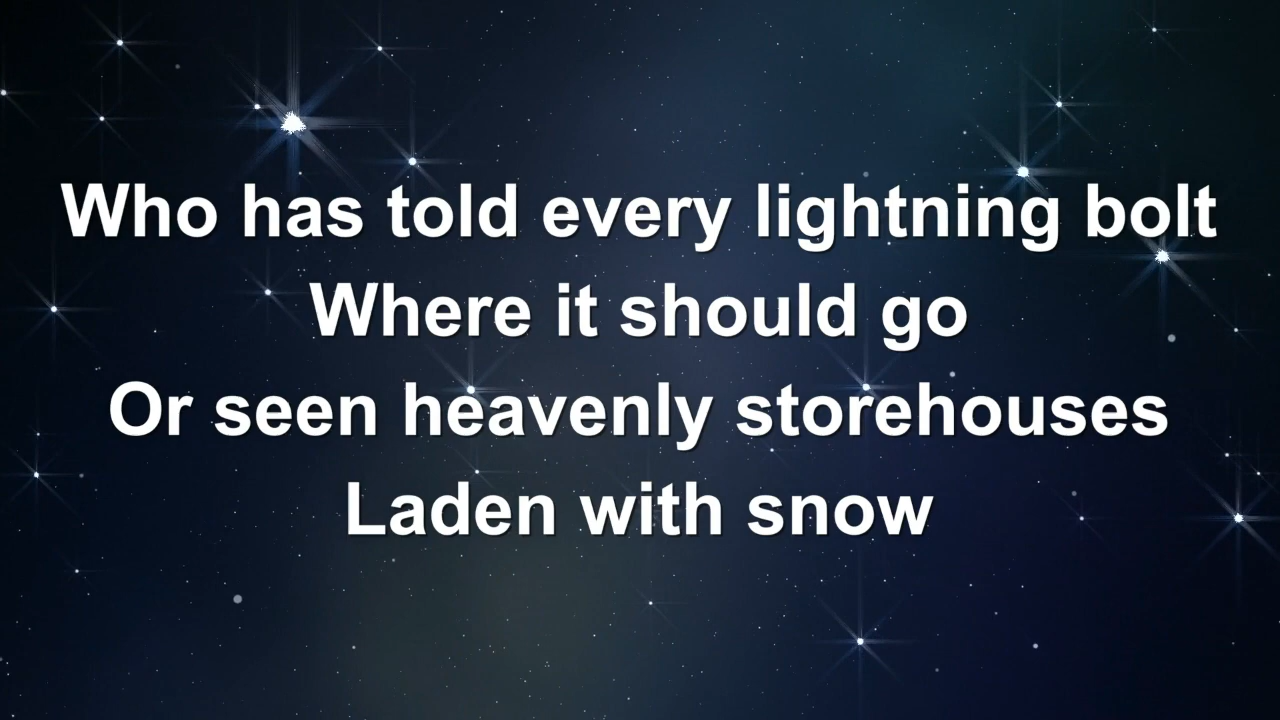 Who has told every lightning bolt
Where it should go
Or seen heavenly storehouses
Laden with snow